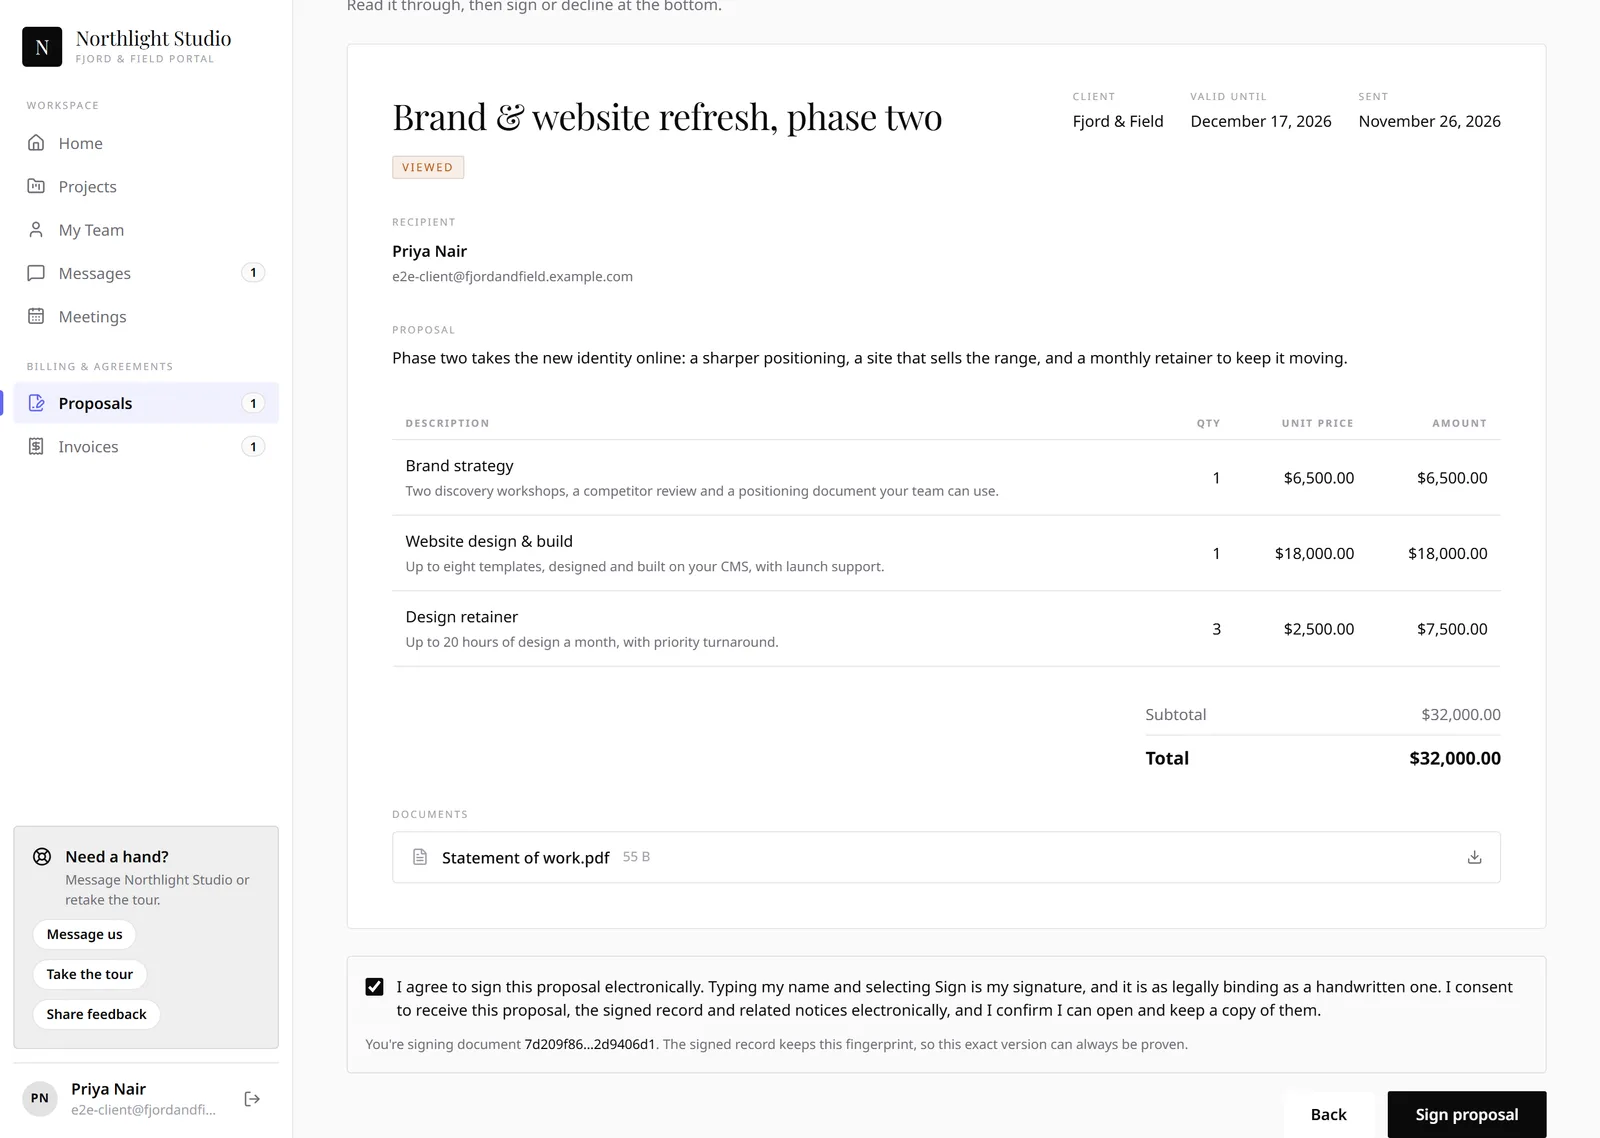 N
Northlight Studio
FJORD & FIELD PORTAL
WORKSPACE
Home
Projects
My Team
Messages 1
Meetings
BILLING & AGREEMENTS
Proposals 1
Invoices 1
Need a hand?
Message Northlight Studio or
retake the tour.
Message us
Take the tour
Share feedback
PN
Priya Nair
e2e-client@fjordandfi...
Read it through, then sign or decline at the bottom.
Brand & website refresh, phase two
VIEWED
CLIENT VALID UNTIL SENT
Fjord & Field December 17, 2026 November 26, 2026
RECIPIENT
Priya Nair
e2e-client@fjordandfield.example.com
PROPOSAL
Phase two takes the new identity online: a sharper positioning, a site that sells the range, and a monthly retainer to keep it moving.
DESCRIPTION QTY UNIT PRICE AMOUNT
Brand strategy
Two discovery workshops, a competitor review and a positioning document your team can use.
1 $6,500.00 $6,500.00
Website design & build
Up to eight templates, designed and built on your CMS, with launch support.
1 $18,000.00 $18,000.00
Design retainer
Up to 20 hours of design a month, with priority turnaround.
3 $2,500.00 $7,500.00
Subtotal $32,000.00
Total $32,000.00
DOCUMENTS
Statement of work.pdf 55 B
I agree to sign this proposal electronically. Typing my name and selecting Sign is my signature, and it is as legally binding as a handwritten one. I consent
to receive this proposal, the signed record and related notices electronically, and I confirm I can open and keep a copy of them.
You're signing document 7d209f86...2d9406d1. The signed record keeps this fingerprint, so this exact version can always be proven.
Back
Sign proposal